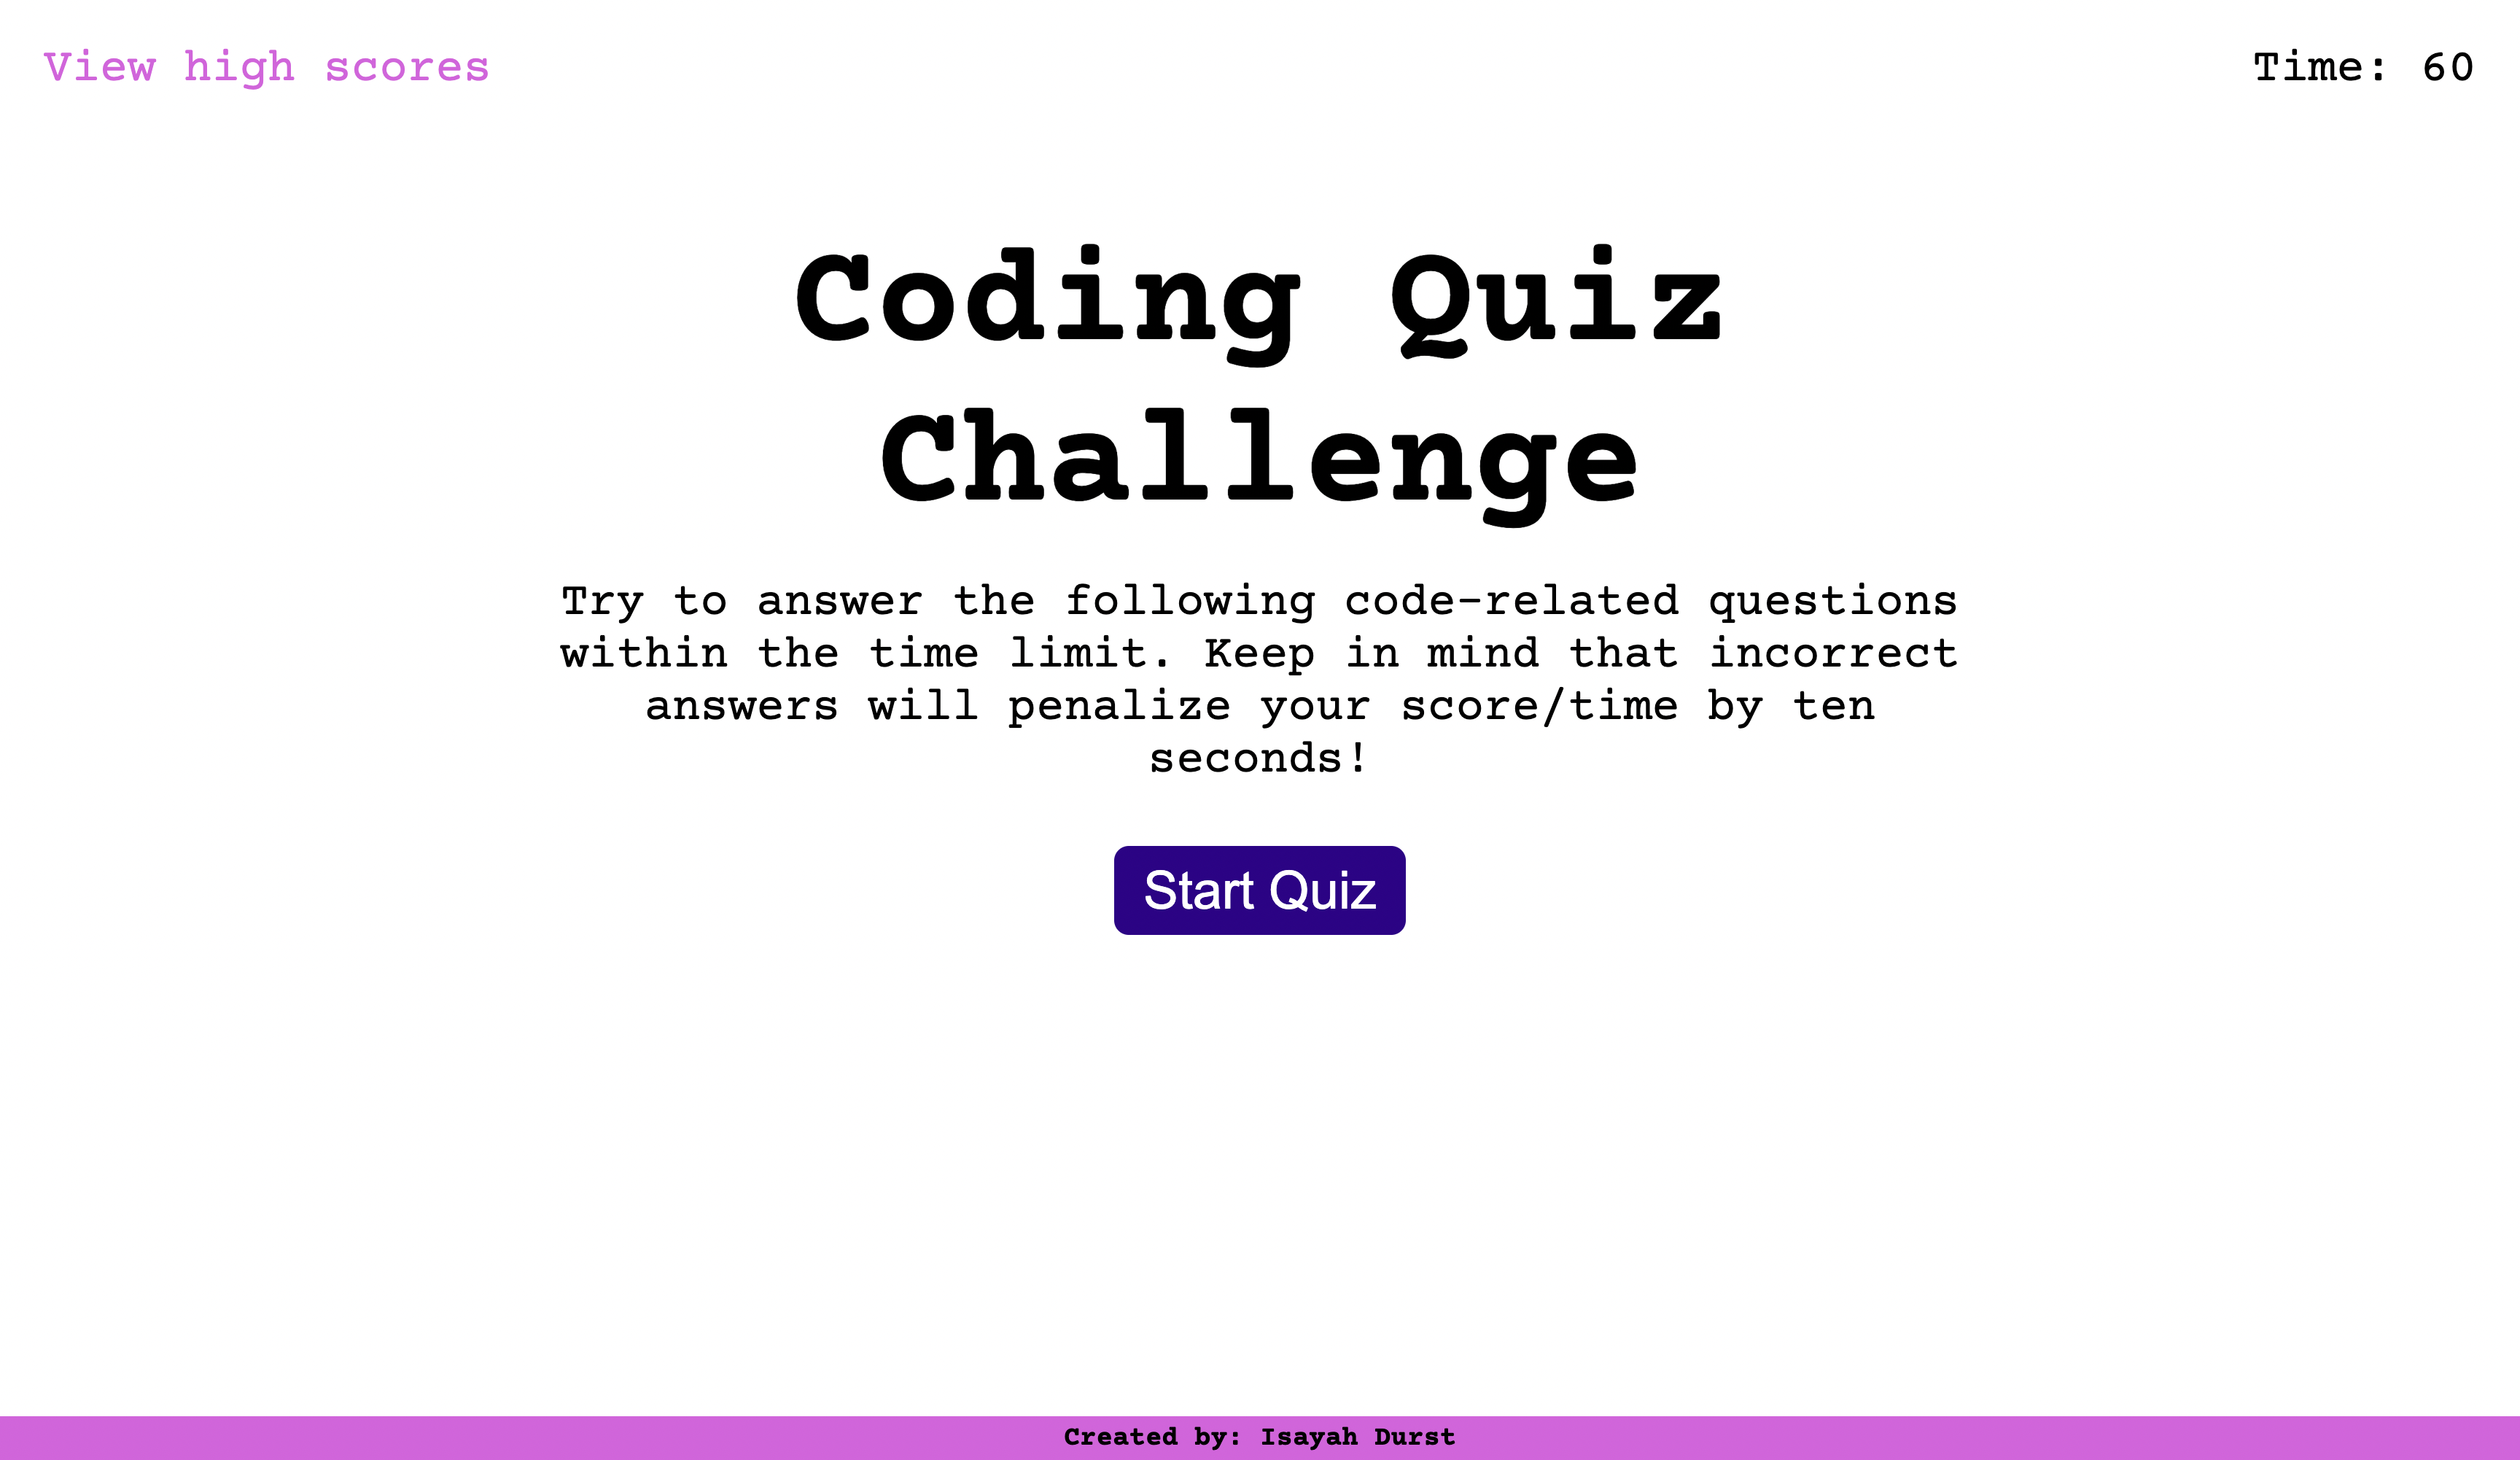 View high scores
Time: 60
Coding Quiz
Challenge
Try to answer the following code-related questions
within the time limit. Keep in mind that incorrect
answers will penalize your score/time by ten
seconds!
Start Quiz
Created by: Isayah Durst